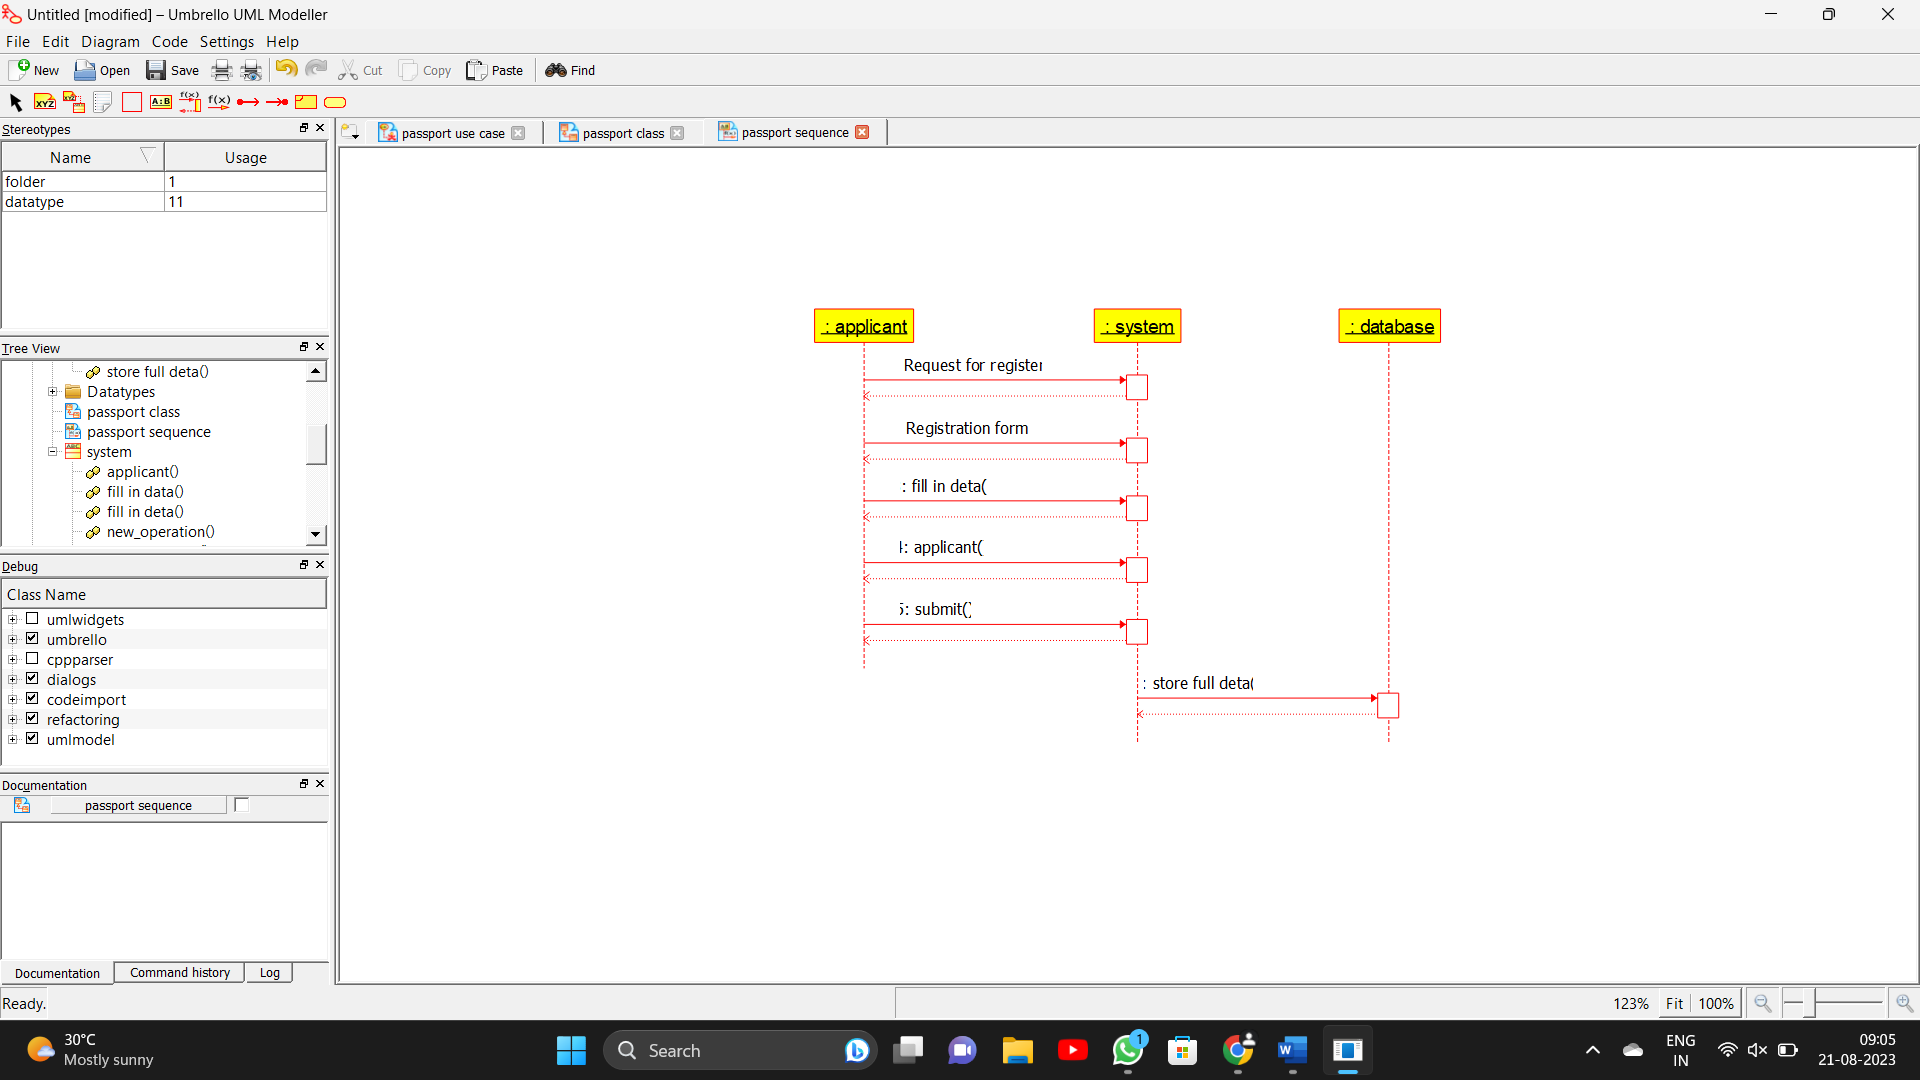 Untitled [modified] – Umbrello UML Modeller
File Edit Diagram Code Settings Help
New Open Save Cut Copy Paste Find
XYZ XYZ A:B f(x) f(x)
Stereotypes
Name Usage
folder 1
datatype 11
Tree View
store full deta()
Datatypes
passport class
passport sequence
system
applicant()
fill in data()
fill in deta()
new_operation()
Debug
Class Name
umlwidgets
umbrello
cppparser
dialogs
codeimport
refactoring
umlmodel
Documentation
passport sequence
Documentation Command history Log
Ready.
passport use case passport class passport sequence
: applicant : system : database
Request for register
Registration form
: fill in deta(
4: applicant(
5: submit()
: store full deta(
123% Fit 100%
30°C
Mostly sunny
Search
1
W
ENG
IN
09:05
21-08-2023